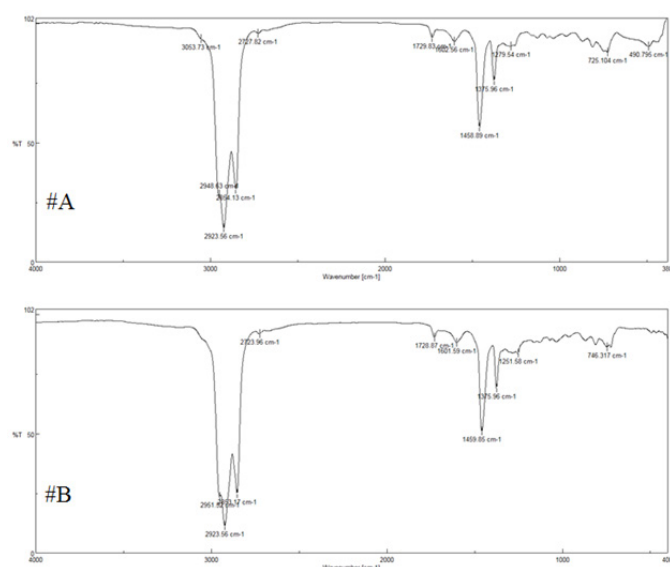 102
3053.73 cm-1
2727.82 cm-1
1729.83 cm-1
1602.56 cm-1
1279.54 cm-1
725.104 cm-1
490.795 cm-1
1375.96 cm-1
1458.89 cm-1
%T 50
2948.63 cm-1
2854.13 cm-1
#A
2923.56 cm-1
0
4000 3000 2000 1000 400
Wavenumber [cm-1]
102
2723.96 cm-1
1728.87 cm-1
1601.59 cm-1
1251.58 cm-1
746.317 cm-1
1375.96 cm-1
1459.85 cm-1
%T 50
#B
2923.56 cm-1
0
4000 3000 2000 1000 400